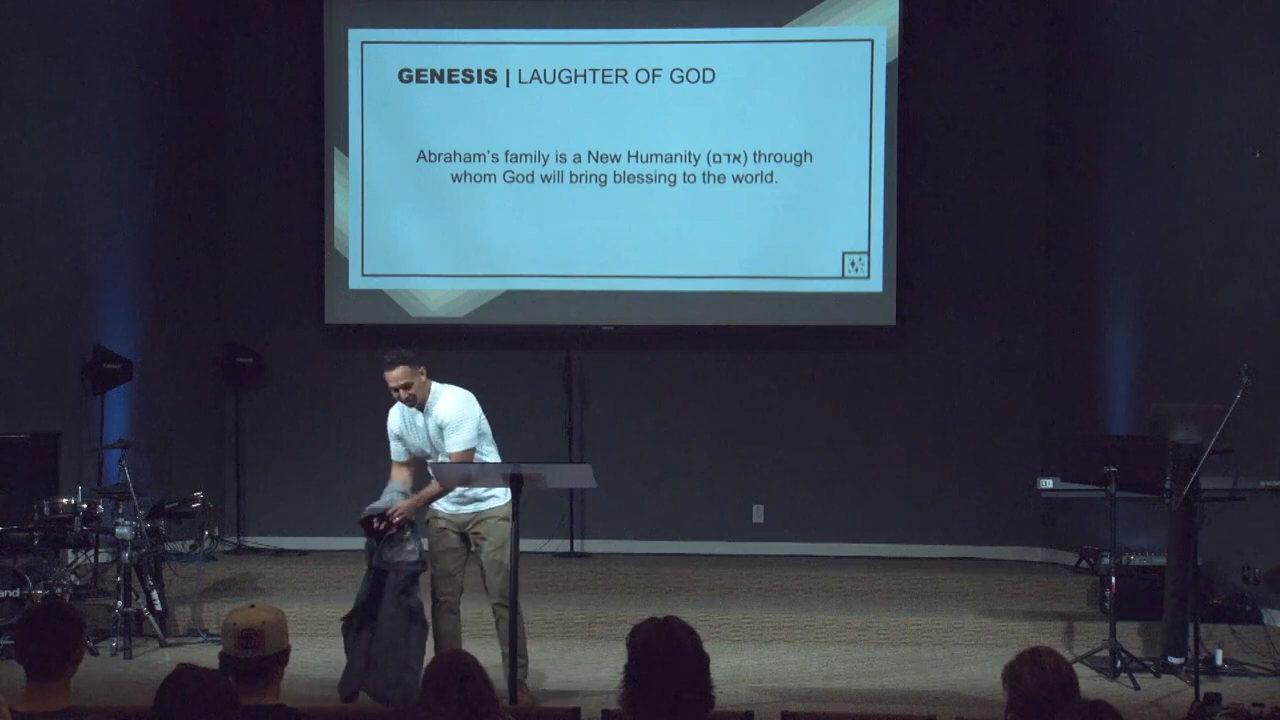 GENESIS | LAUGHTER OF GOD
Abraham's family is a New Humanity (אדם) through
whom God will bring blessing to the world.